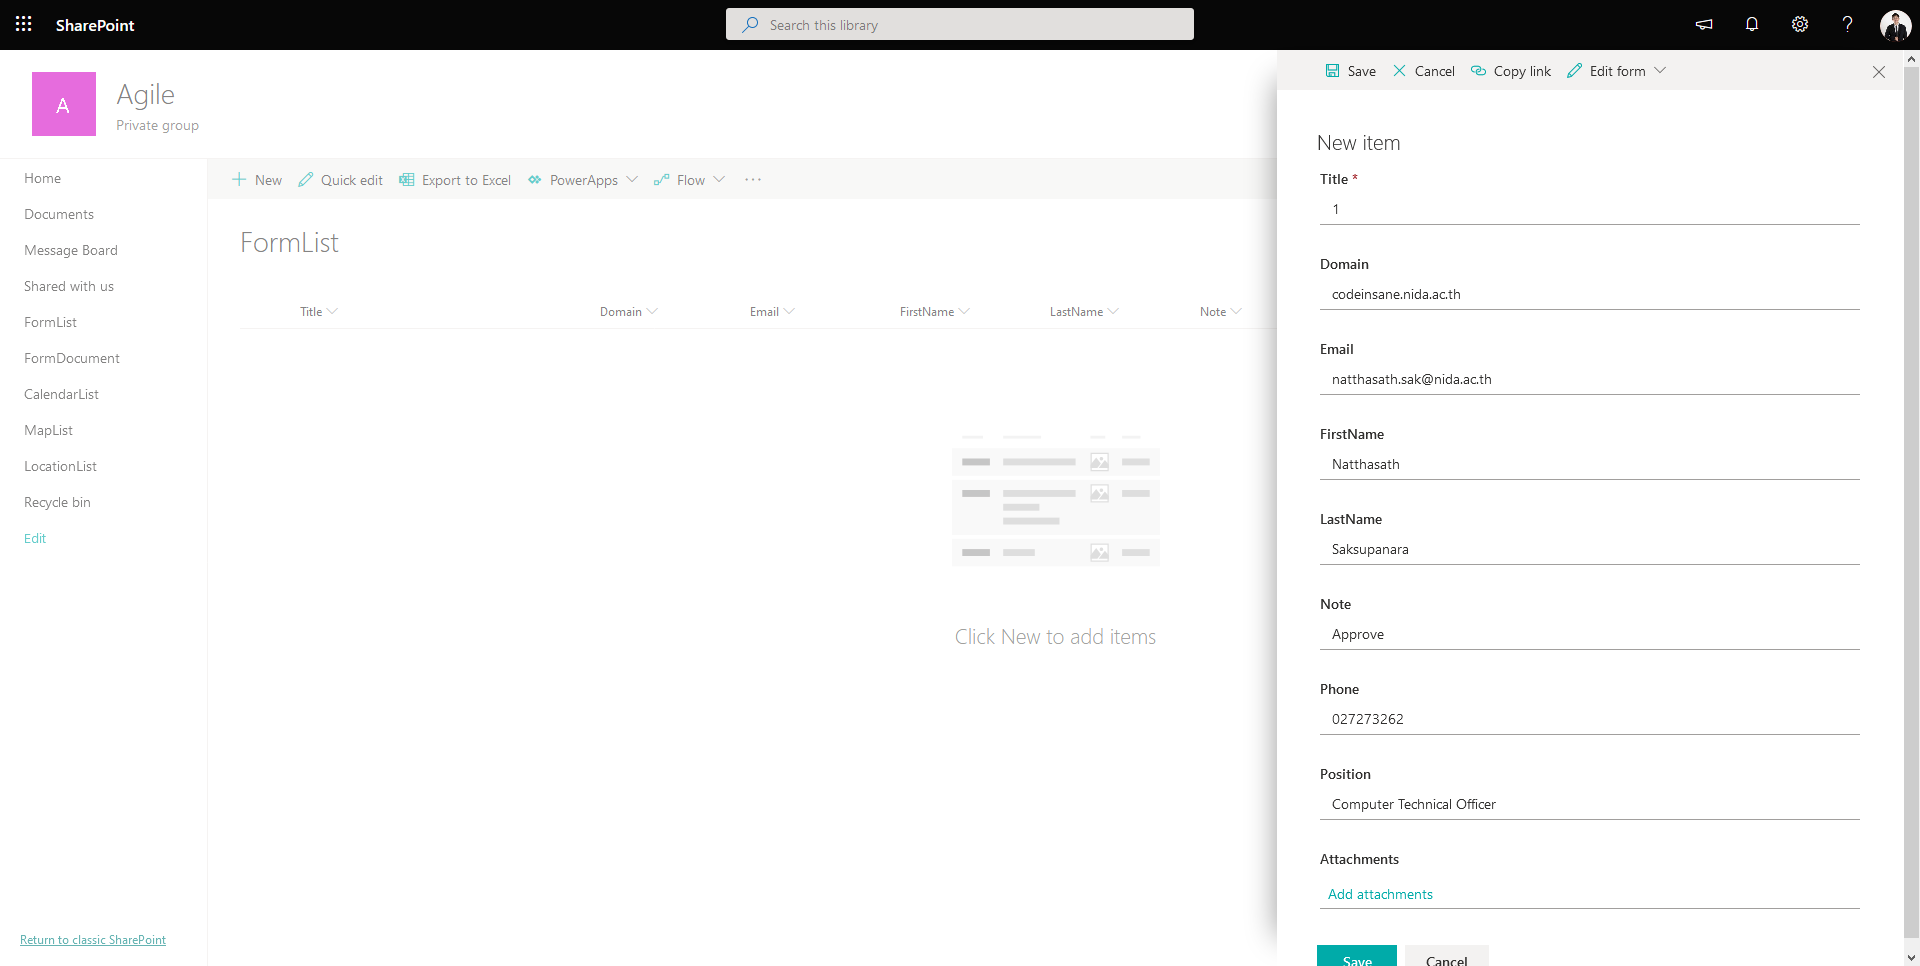 SharePoint
Search this library
?
A
Agile
Private group
Home
Documents
Message Board
Shared with us
FormList
FormDocument
CalendarList
MapList
LocationList
Recycle bin
Edit
Return to classic SharePoint
New Quick edit Export to Excel PowerApps Flow ...
FormList
Title Domain Email FirstName LastName Note
Click New to add items
Save Cancel Copy link Edit form
New item
Title *
1
Domain
codeinsane.nida.ac.th
Email
natthasath.sak@nida.ac.th
FirstName
Natthasath
LastName
Saksupanara
Note
Approve
Phone
027273262
Position
Computer Technical Officer
Attachments
Add attachments
Save Cancel